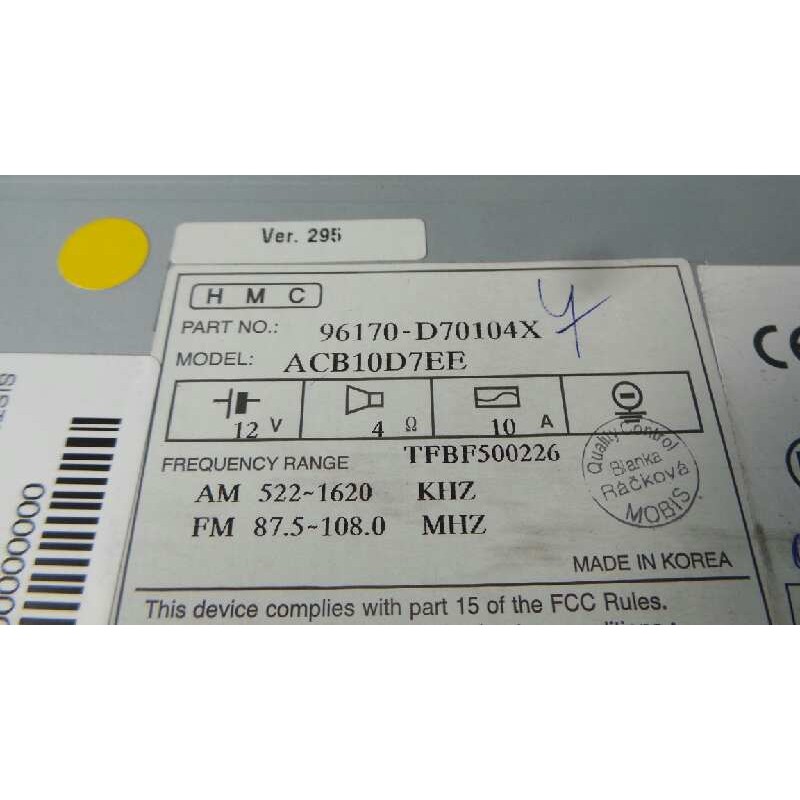 Ver. 295
HMC
PART NO.: 96170-D70104X
MODEL: ACB10D7EE
12 V 4 Ω 10 A
FREQUENCY RANGE TFBF500226
AM 522~1620 KHZ
FM 87.5~108.0 MHZ
Quality Control
Blanka
Ráčková
MOBIS
MADE IN KOREA
This device complies with part 15 of the FCC Rules.
CE